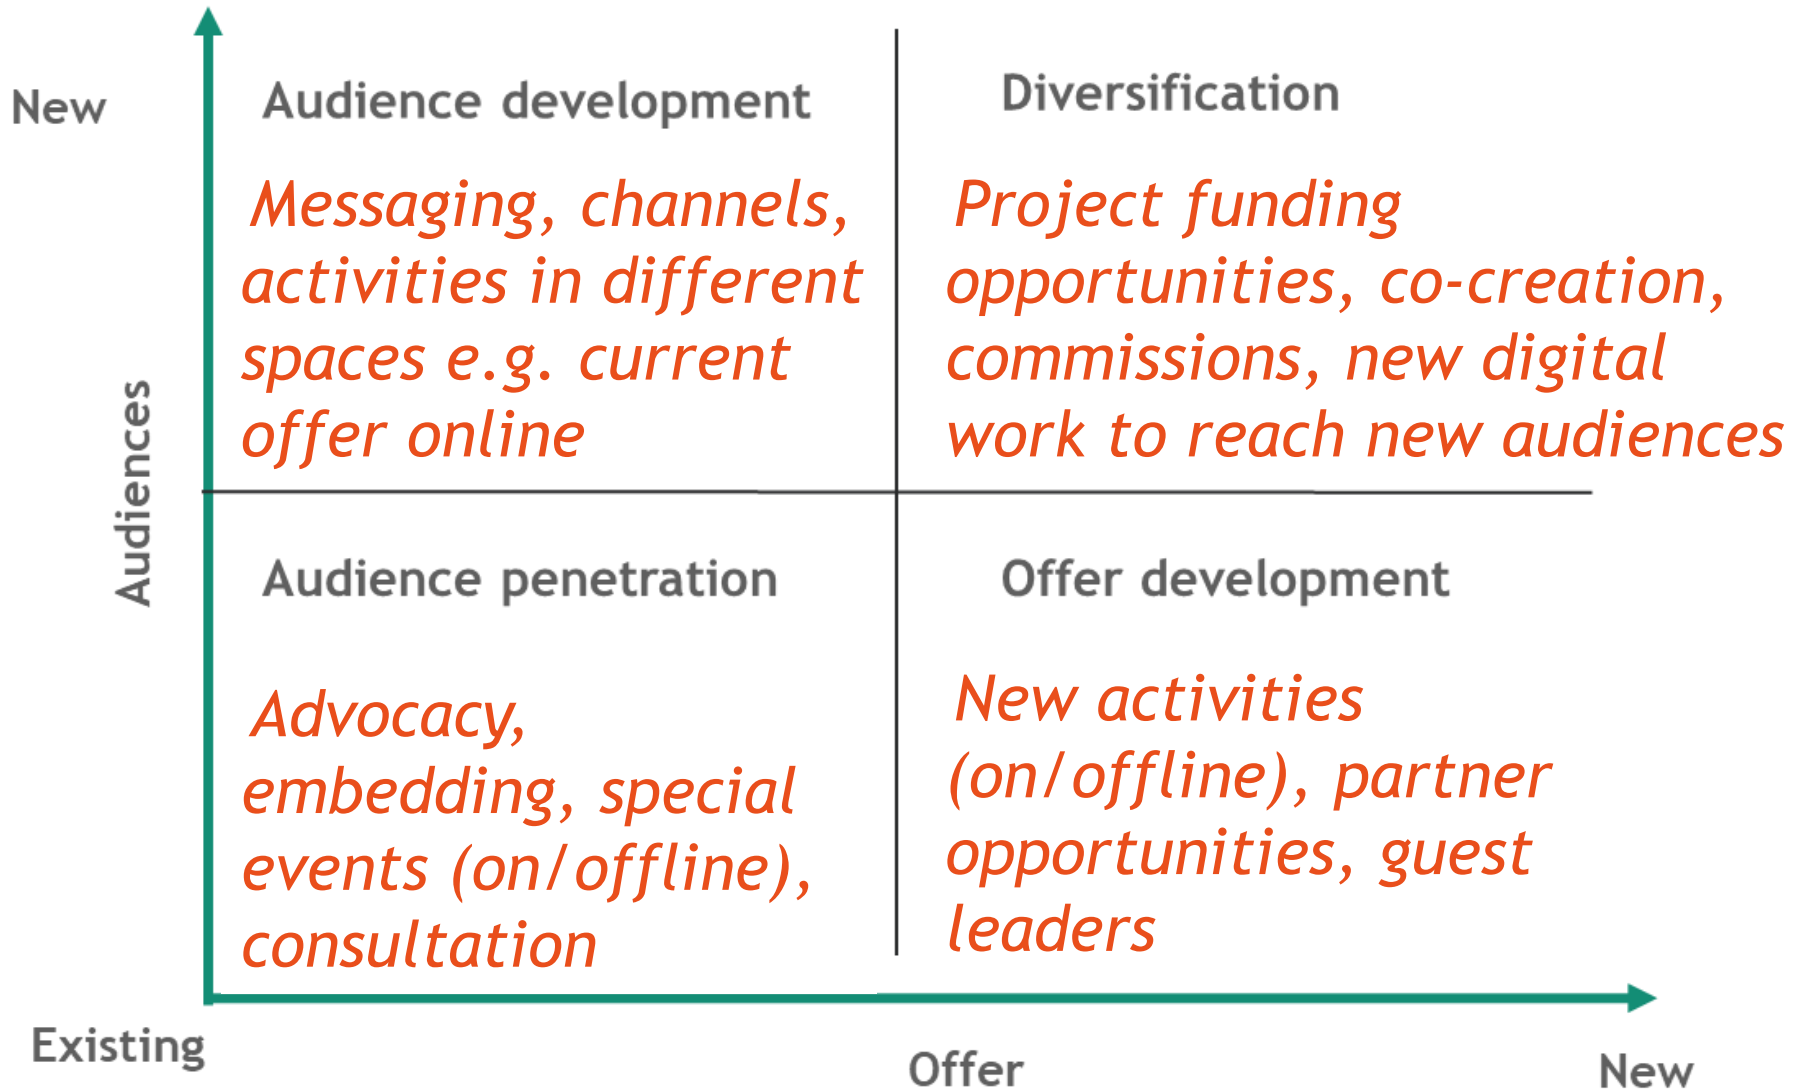 New
Audience development
Messaging, channels,
activities in different
spaces e.g. current
offer online
Diversification
Project funding
opportunities, co-creation,
commissions, new digital
work to reach new audiences
Audiences
Audience penetration
Advocacy,
embedding, special
events (on/offline),
consultation
Offer development
New activities
(on/offline), partner
opportunities, guest
leaders
Existing
Offer
New